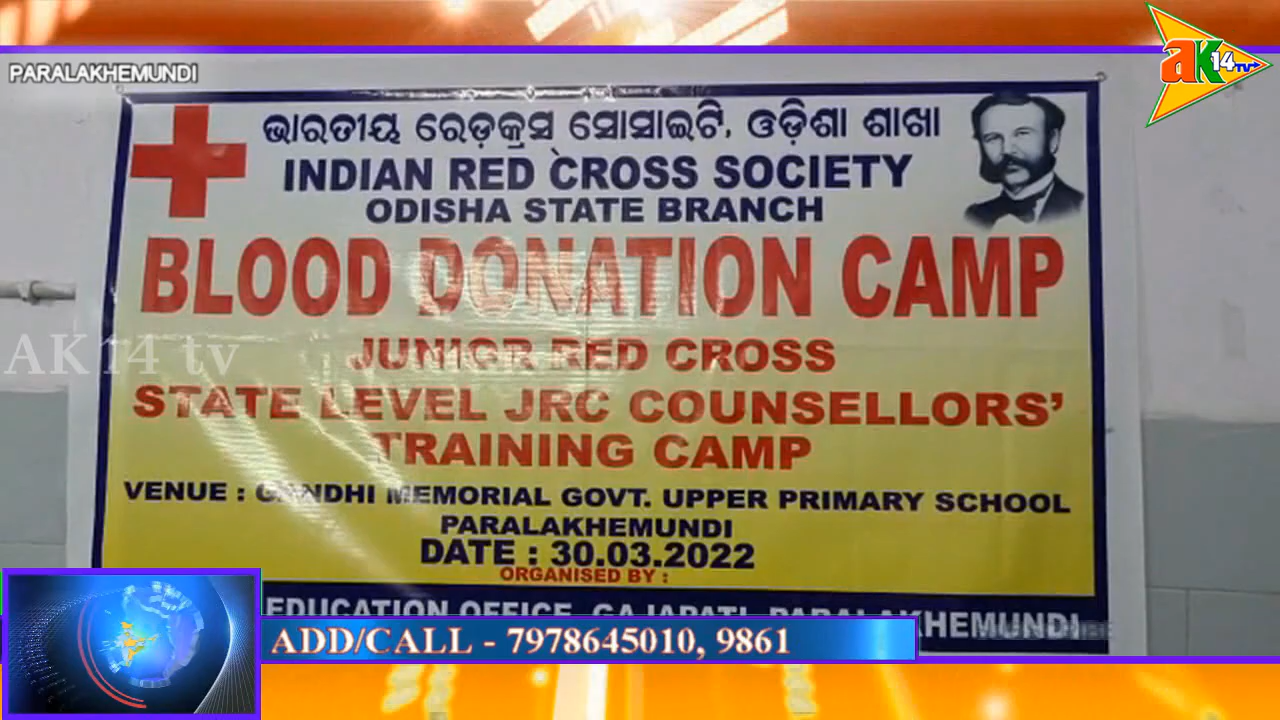 PARALAKHEMUNDI
aK14 TV
ଭାରତୀୟ ରେଡ଼କ୍ରସ୍ ସୋସାଇଟି, ଓଡ଼ିଶା ଶାଖା
INDIAN RED CROSS SOCIETY
ODISHA STATE BRANCH
BLOOD DONATION CAMP
JUNIOR RED CROSS
AK14 tv
STATE LEVEL JRC COUNSELLORS'
TRAINING CAMP
VENUE : GANDHI MEMORIAL GOVT. UPPER PRIMARY SCHOOL
PARALAKHEMUNDI
DATE : 30.03.2022
ORGANISED BY :
EDUCATION OFFICE, GAJAPATI, PARALAKHEMUNDI
ADD/CALL - 7978645010, 9861